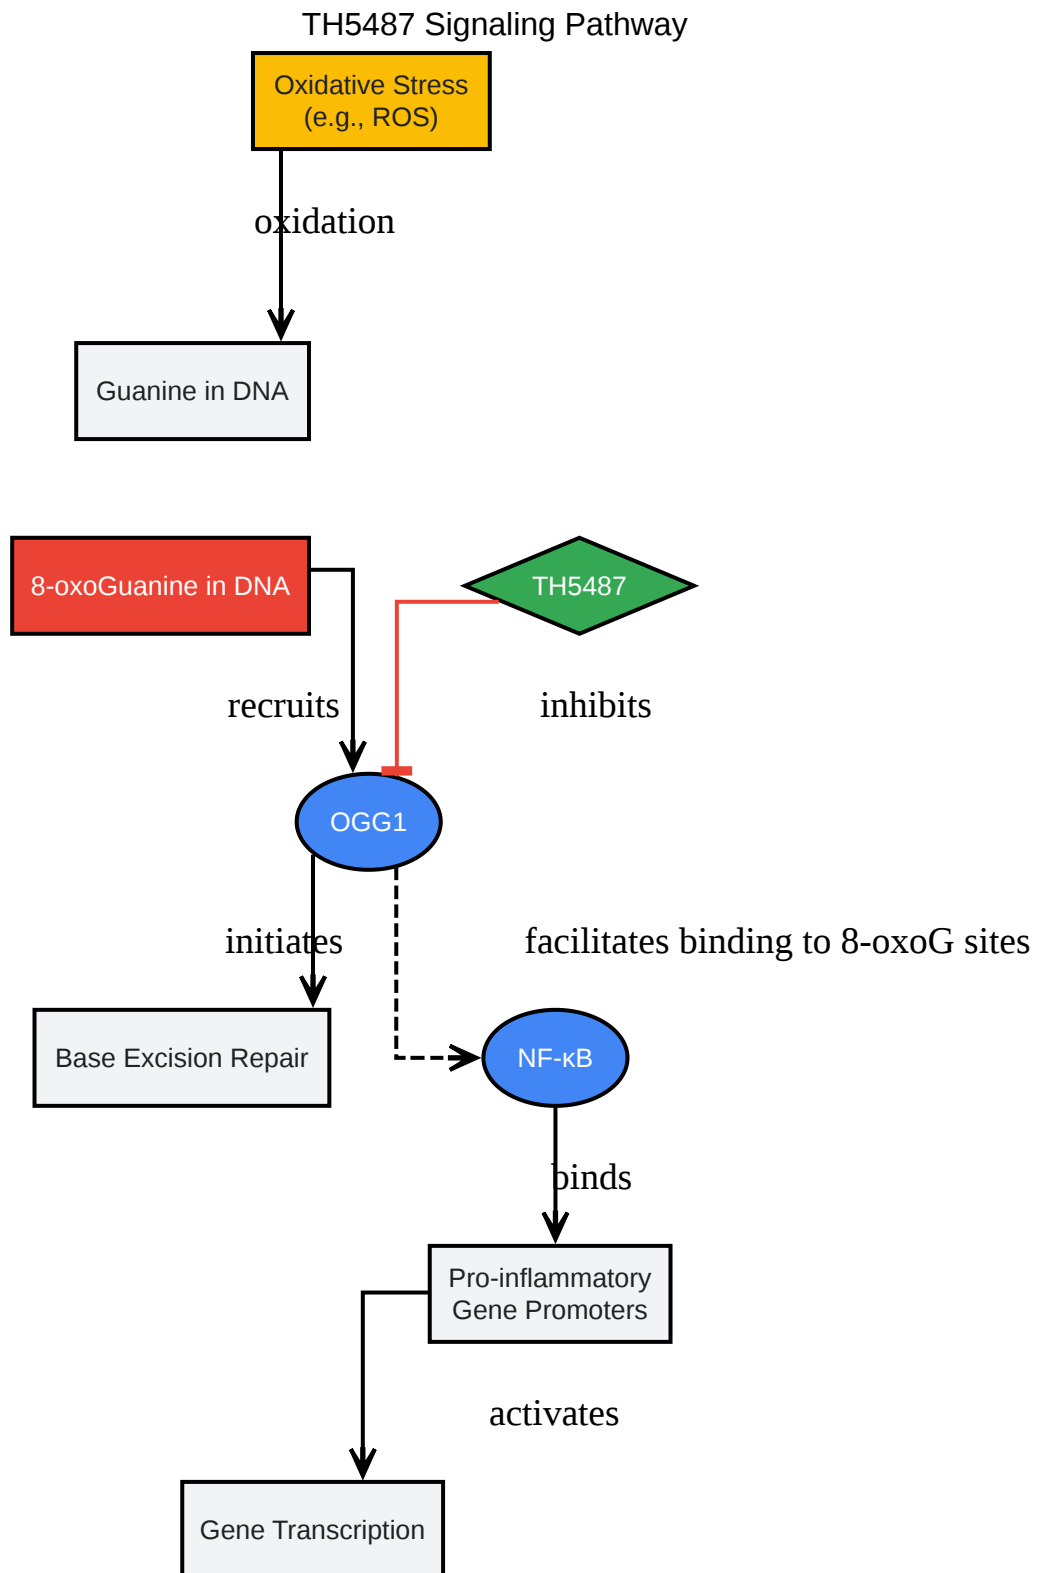 TH5487 Signaling Pathway
Oxidative Stress
(e.g., ROS)
oxidation
Guanine in DNA
8-oxoGuanine in DNA
TH5487
recruits
inhibits
OGG1
initiates
facilitates binding to 8-oxoG sites
Base Excision Repair
NF-κB
binds
Pro-inflammatory
Gene Promoters
activates
Gene Transcription